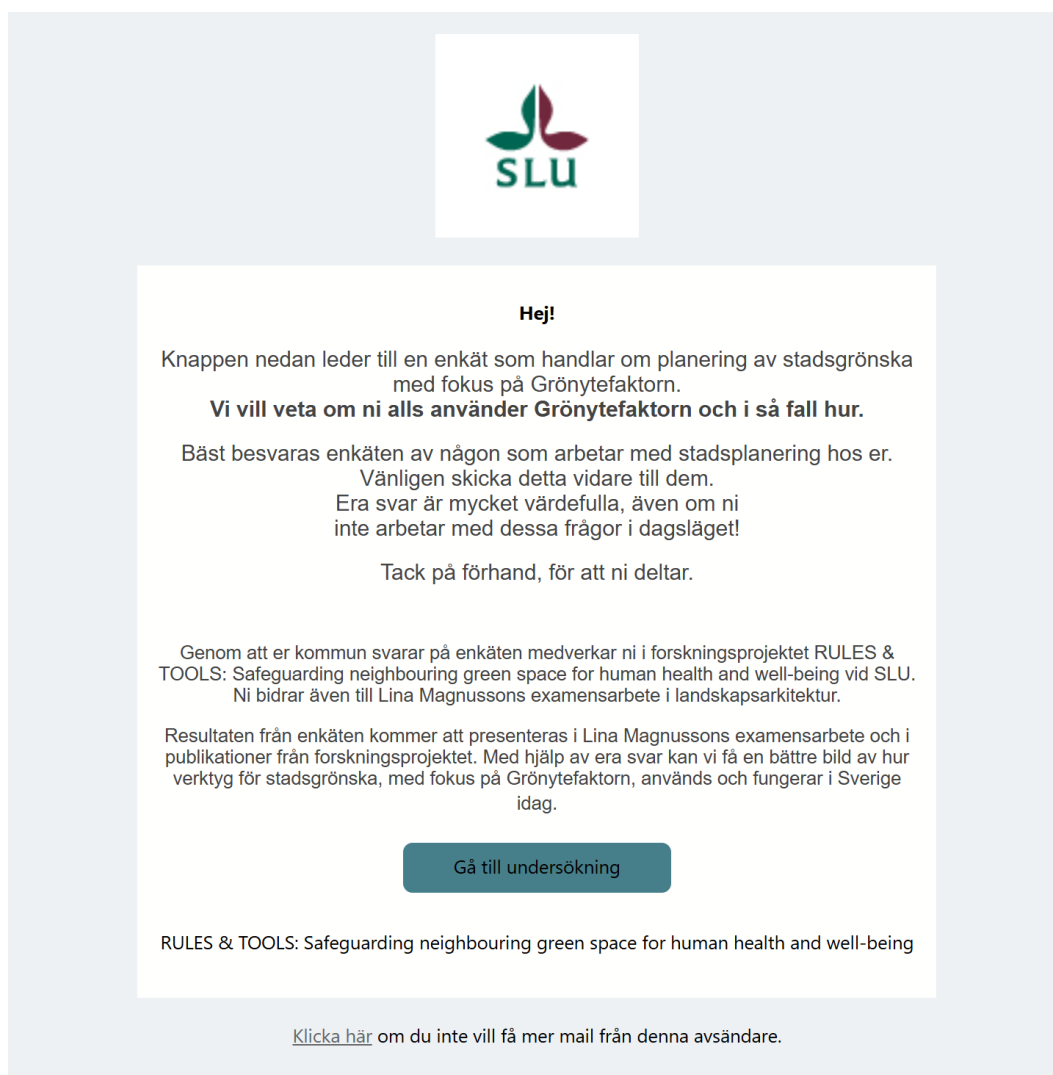 SLU
Hej!
Knappen nedan leder till en enkät som handlar om planering av stadsgrönska
med fokus på Grönytefaktorn.
Vi vill veta om ni alls använder Grönytefaktorn och i så fall hur.
Bäst besvaras enkäten av någon som arbetar med stadsplanering hos er.
Vänligen skicka detta vidare till dem.
Era svar är mycket värdefulla, även om ni
inte arbetar med dessa frågor i dagsläget!
Tack på förhand, för att ni deltar.
Genom att er kommun svarar på enkäten medverkar ni i forskningsprojektet RULES &
TOOLS: Safeguarding neighbouring green space for human health and well-being vid SLU.
Ni bidrar även till Lina Magnussons examensarbete i landskapsarkitektur.
Resultaten från enkäten kommer att presenteras i Lina Magnussons examensarbete och i
publikationer från forskningsprojektet. Med hjälp av era svar kan vi få en bättre bild av hur
verktyg för stadsgrönska, med fokus på Grönytefaktorn, används och fungerar i Sverige
idag.
Gå till undersökning
RULES & TOOLS: Safeguarding neighbouring green space for human health and well-being
Klicka här om du inte vill få mer mail från denna avsändare.